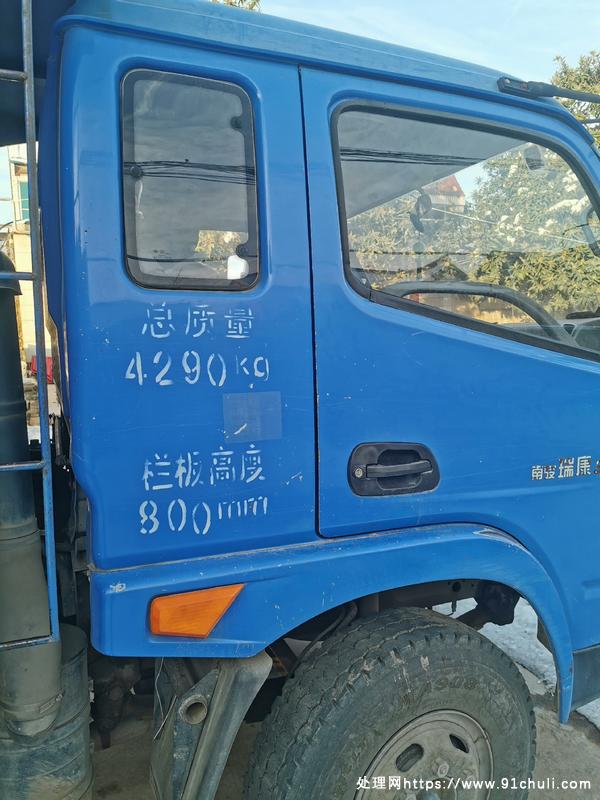 总质量
4290kg
栏板高度
800mm
南骏瑞康
处理网https://www.91chuli.com